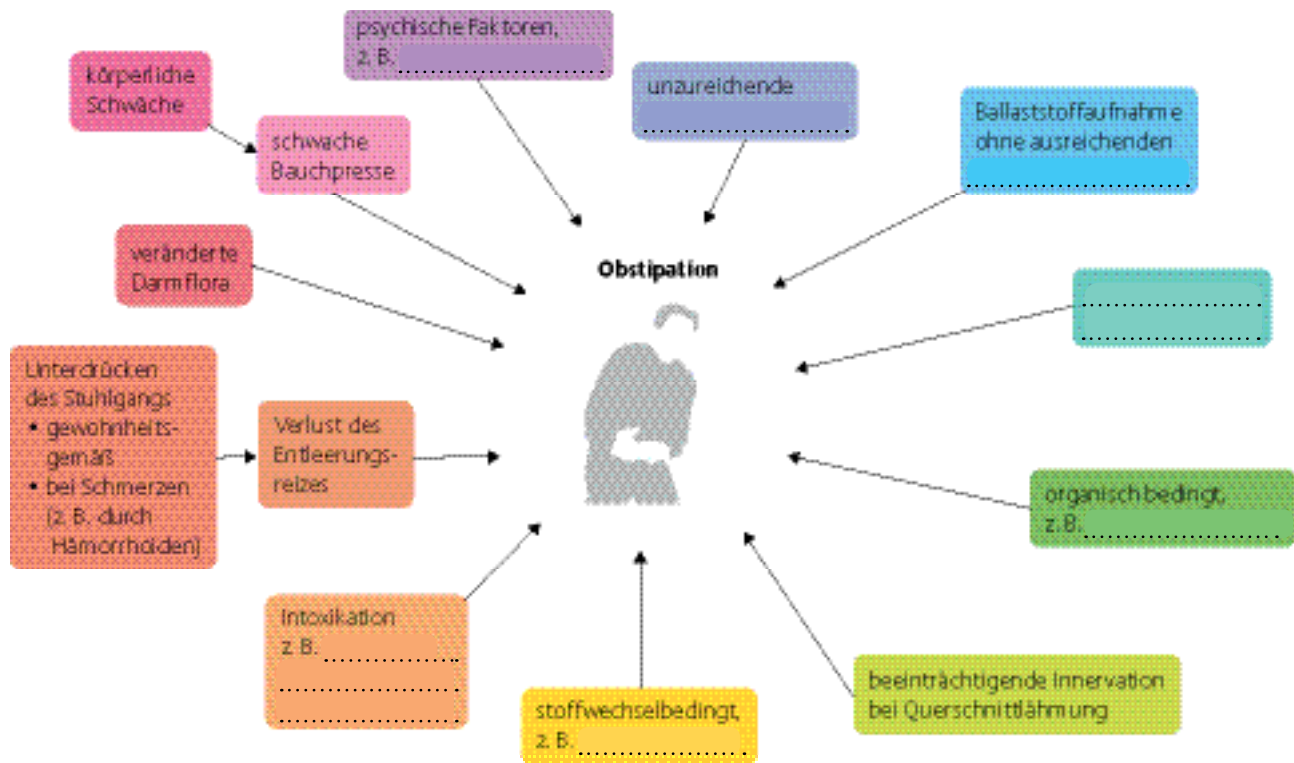 psychische Faktoren,
z. B. ........................
körperliche
Schwäche
unzureichende
........................
Ballaststoffaufnahme
ohne ausreichenden
........................
schwache
Bauchpresse
veränderte
Darmflora
Obstipation
........................
........................
Unterdrücken
des Stuhlgangs
• gewohnheits-
gemäß
• bei Schmerzen
(z. B. durch
Hämorrhoiden)
Verlust des
Entleerungs-
reizes
organisch bedingt,
z. B. ........................
Intoxikation
z. B. ........................
........................
........................
stoffwechselbedingt,
z. B. ........................
beeinträchtigende Innervation
bei Querschnittlähmung